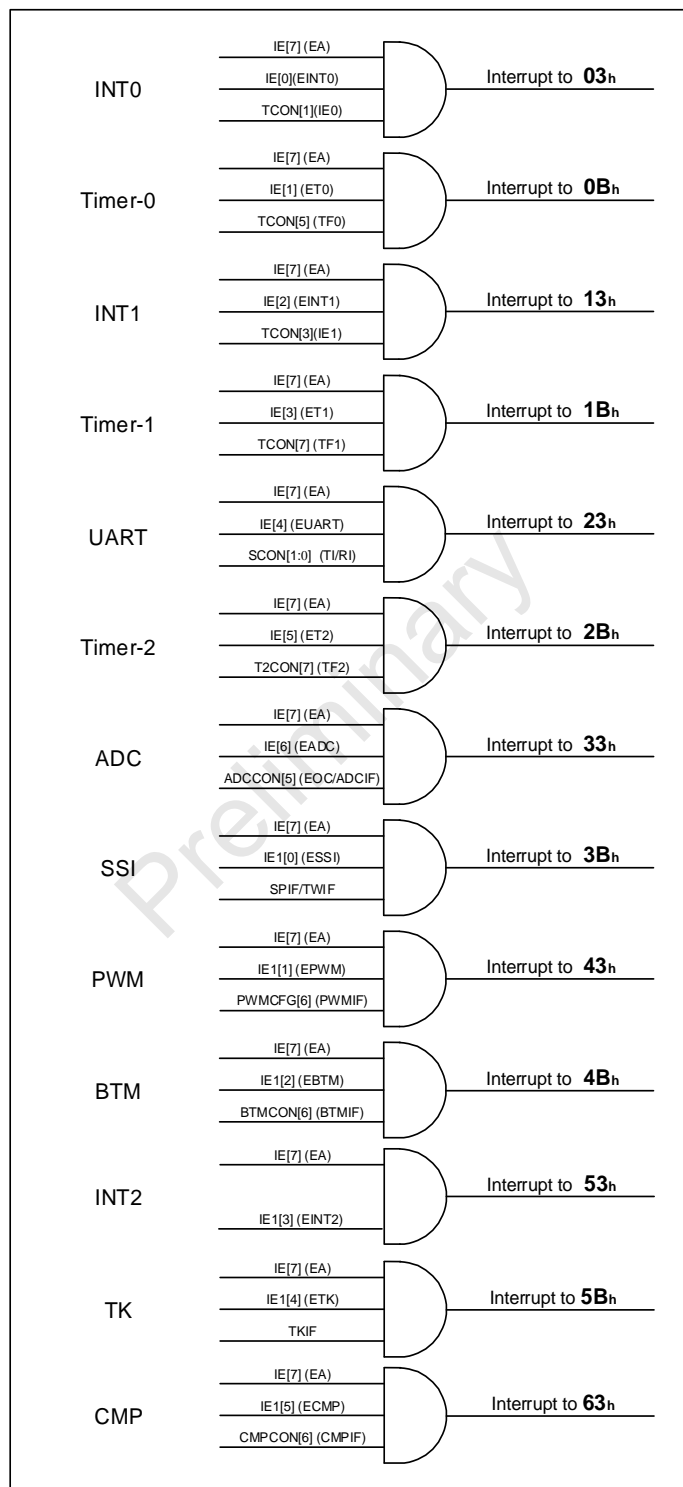 IE[7] (EA)
INT0
IE[0](EINT0)
Interrupt to 03h
TCON[1](IE0)
IE[7] (EA)
Timer-0
IE[1] (ET0)
Interrupt to 0Bh
TCON[5] (TF0)
IE[7] (EA)
INT1
IE[2] (EINT1)
Interrupt to 13h
TCON[3](IE1)
IE[7] (EA)
Timer-1
IE[3] (ET1)
Interrupt to 1Bh
TCON[7] (TF1)
IE[7] (EA)
UART
IE[4] (EUART)
Interrupt to 23h
SCON[1:0] (TI/RI)
IE[7] (EA)
Timer-2
IE[5] (ET2)
Interrupt to 2Bh
T2CON[7] (TF2)
IE[7] (EA)
ADC
IE[6] (EADC)
Interrupt to 33h
ADCCON[5] (EOC/ADCIF)
IE[7] (EA)
SSI
IE1[0] (ESSI)
Interrupt to 3Bh
SPIF/TWIF
IE[7] (EA)
PWM
IE1[1] (EPWM)
Interrupt to 43h
PWMCFG[6] (PWMIF)
IE[7] (EA)
BTM
IE1[2] (EBTM)
Interrupt to 4Bh
BTMCON[6] (BTMIF)
IE[7] (EA)
INT2
Interrupt to 53h
IE1[3] (EINT2)
IE[7] (EA)
TK
IE1[4] (ETK)
Interrupt to 5Bh
TKIF
IE[7] (EA)
CMP
IE1[5] (ECMP)
Interrupt to 63h
CMPCON[6] (CMPIF)
Preliminary